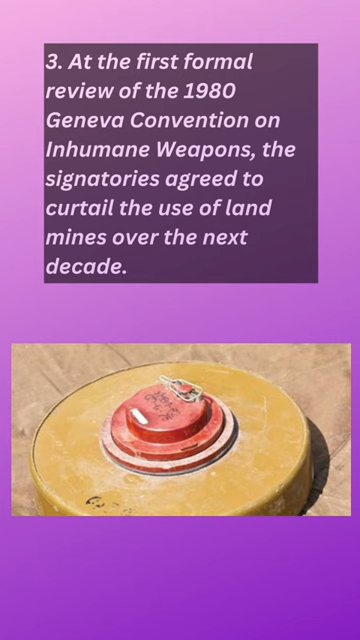 3. At the first formal
review of the 1980
Geneva Convention on
Inhumane Weapons, the
signatories agreed to
curtail the use of land
mines over the next
decade.